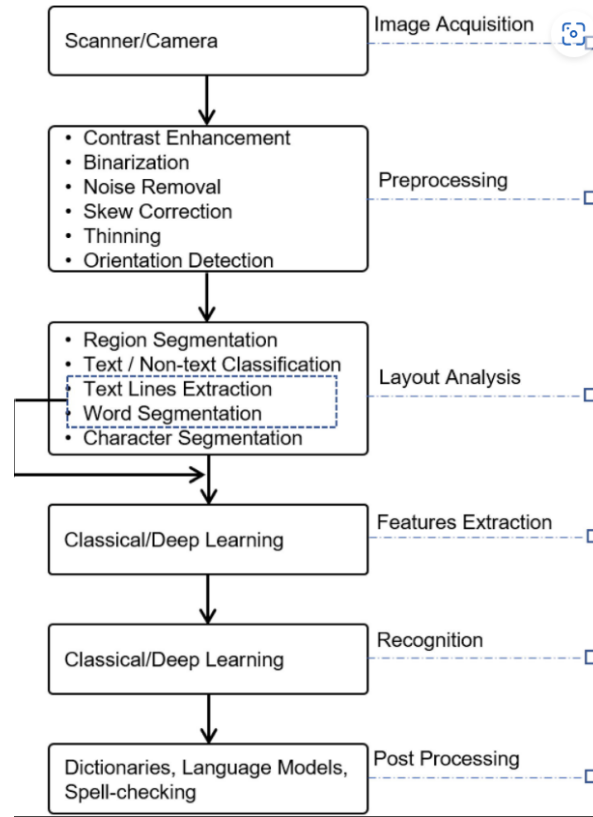 Scanner/Camera
Image Acquisition
• Contrast Enhancement
• Binarization
• Noise Removal
• Skew Correction
• Thinning
• Orientation Detection
Preprocessing
• Region Segmentation
• Text / Non-text Classification
• Text Lines Extraction
• Word Segmentation
• Character Segmentation
Layout Analysis
Classical/Deep Learning
Features Extraction
Classical/Deep Learning
Recognition
Dictionaries, Language Models,
Spell-checking
Post Processing